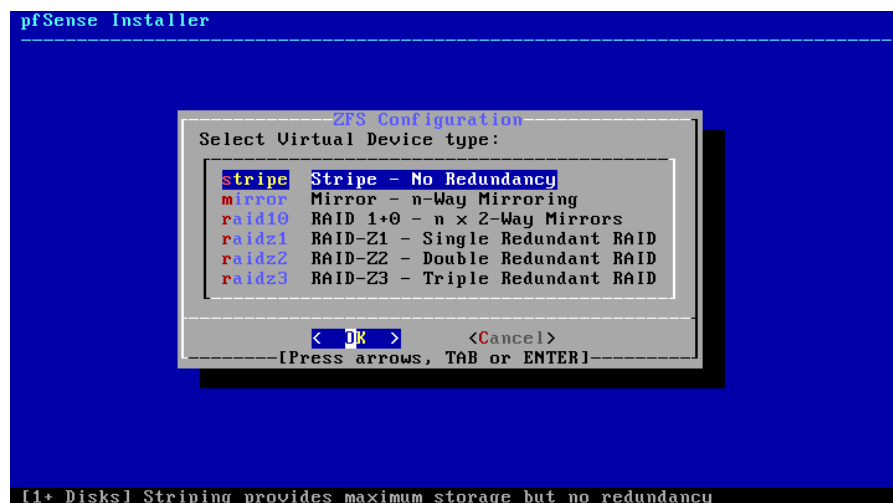 pfSense Installer
ZFS Configuration
Select Virtual Device type:
stripe Stripe - No Redundancy
mirror Mirror - n-Way Mirroring
raid10 RAID 1+0 - n x 2-Way Mirrors
raidz1 RAID-Z1 - Single Redundant RAID
raidz2 RAID-Z2 - Double Redundant RAID
raidz3 RAID-Z3 - Triple Redundant RAID
< OK > <Cancel>
[Press arrows, TAB or ENTER]
[1+ Disks] Striping provides maximum storage but no redundancy